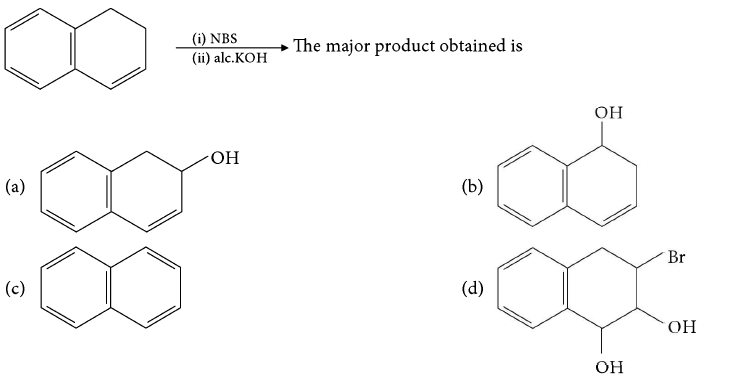 (i) NBS
(ii) alc.KOH
The major product obtained is
OH
(a)
OH
(b)
(c)
(d)
Br
OH
OH